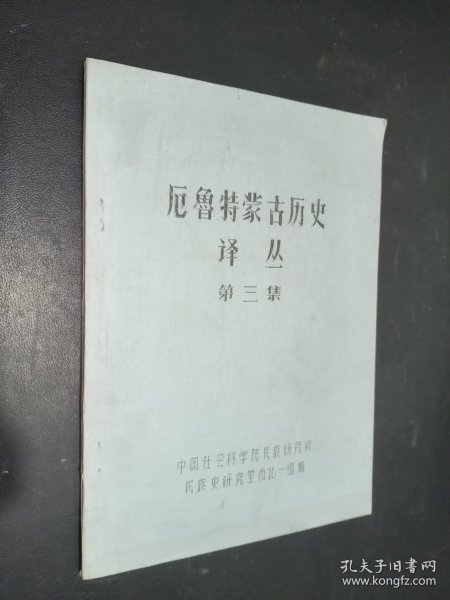 厄魯特蒙古历史
译丛
第三集
中国社会科学院民族研究所
民族史研究室西北一组编
孔夫子旧书网
www.kongfz.com